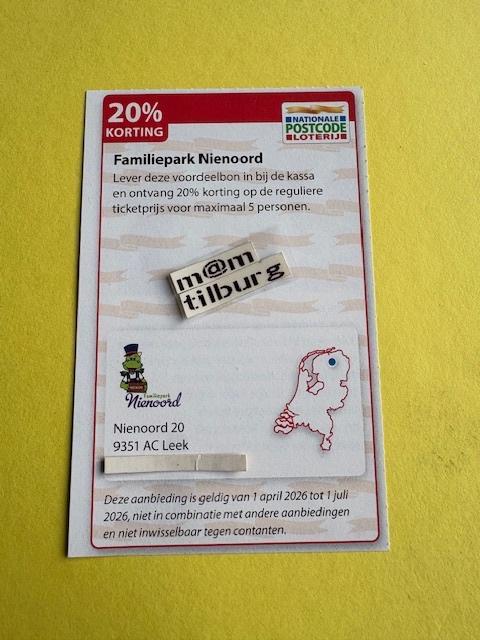 20%
KORTING
NATIONALE
POSTCODE
LOTERIJ
Familiepark Nienoord
Lever deze voordeelbon in bij de kassa
en ontvang 20% korting op de reguliere
ticketprijs voor maximaal 5 personen.
m@m
tilburg
Familiepark
Nienoord
Nienoord 20
9351 AC Leek
Deze aanbieding is geldig van 1 april 2026 tot 1 juli
2026, niet in combinatie met andere aanbiedingen
en niet inwisselbaar tegen contanten.